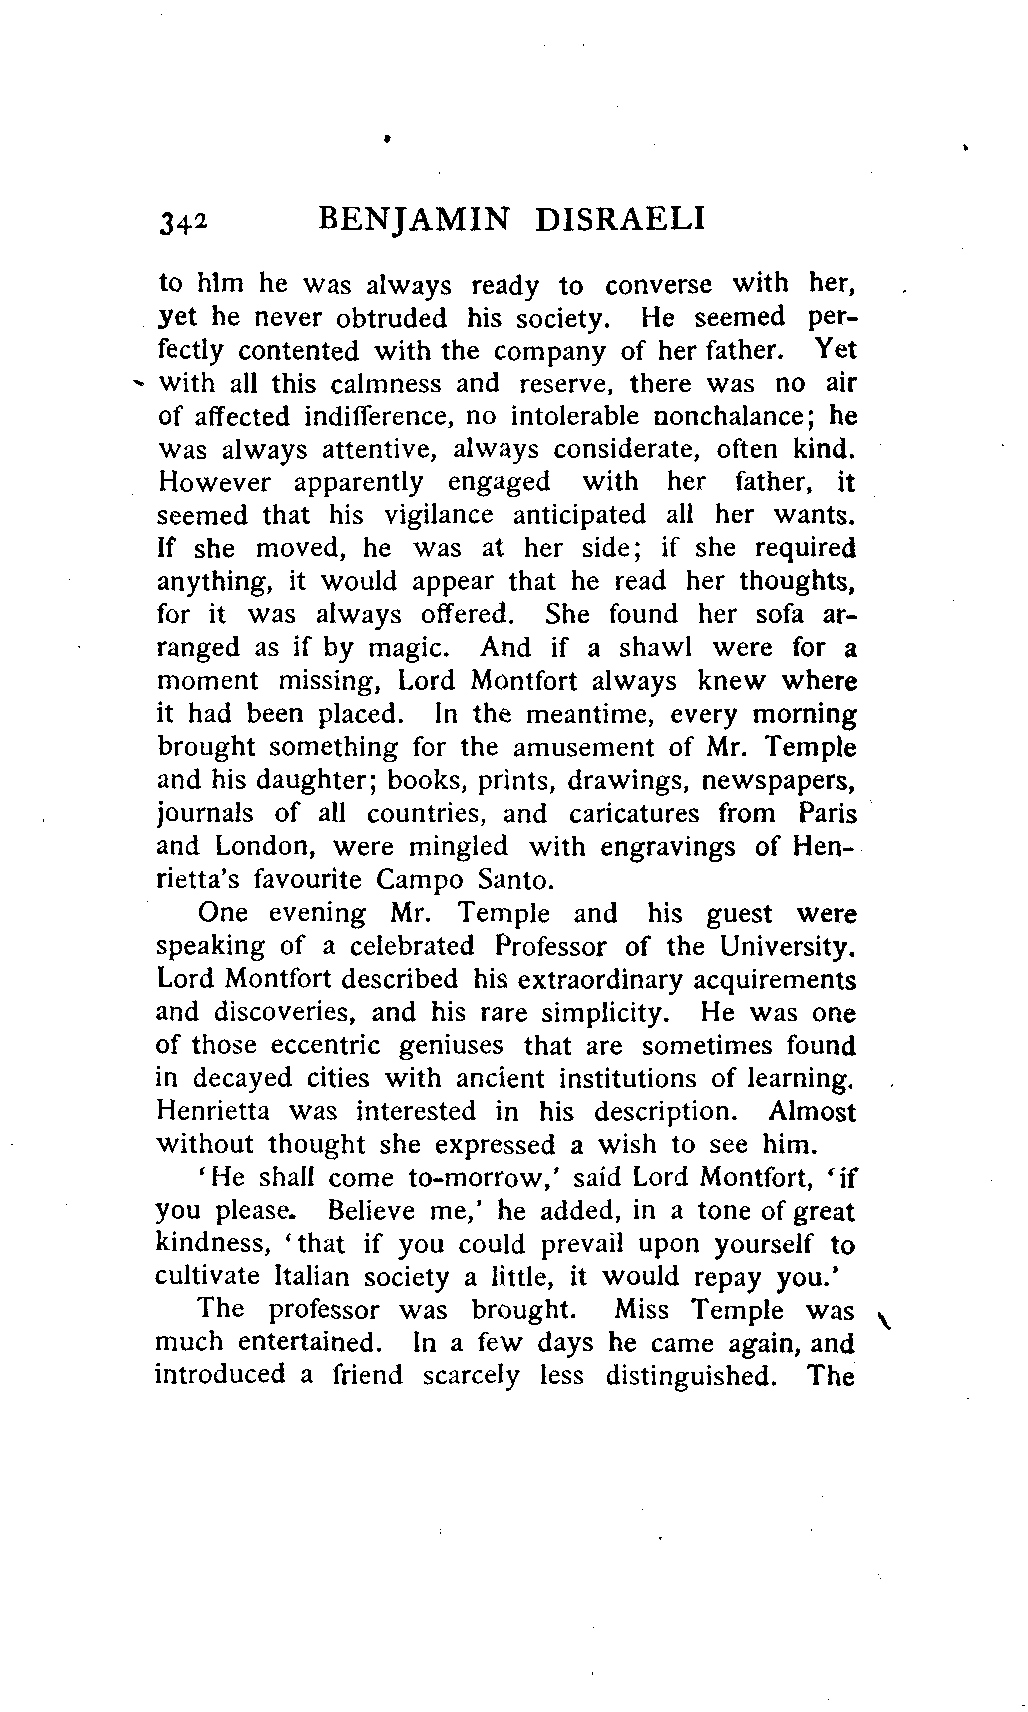 342 BENJAMIN DISRAELI
to him he was always ready to converse with her,
yet he never obtruded his society. He seemed per-
fectly contented with the company of her father. Yet
with all this calmness and reserve, there was no air
of affected indifference, no intolerable nonchalance; he
was always attentive, always considerate, often kind.
However apparently engaged with her father, it
seemed that his vigilance anticipated all her wants.
If she moved, he was at her side; if she required
anything, it would appear that he read her thoughts,
for it was always offered. She found her sofa ar-
ranged as if by magic. And if a shawl were for a
moment missing, Lord Montfort always knew where
it had been placed. In the meantime, every morning
brought something for the amusement of Mr. Temple
and his daughter; books, prints, drawings, newspapers,
journals of all countries, and caricatures from Paris
and London, were mingled with engravings of Hen-
rietta's favourite Campo Santo.
One evening Mr. Temple and his guest were
speaking of a celebrated Professor of the University.
Lord Montfort described his extraordinary acquirements
and discoveries, and his rare simplicity. He was one
of those eccentric geniuses that are sometimes found
in decayed cities with ancient institutions of learning.
Henrietta was interested in his description. Almost
without thought she expressed a wish to see him.
'He shall come to-morrow,' said Lord Montfort, 'if
you please. Believe me,' he added, in a tone of great
kindness, 'that if you could prevail upon yourself to
cultivate Italian society a little, it would repay you.'
The professor was brought. Miss Temple was
much entertained. In a few days he came again, and
introduced a friend scarcely less distinguished. The